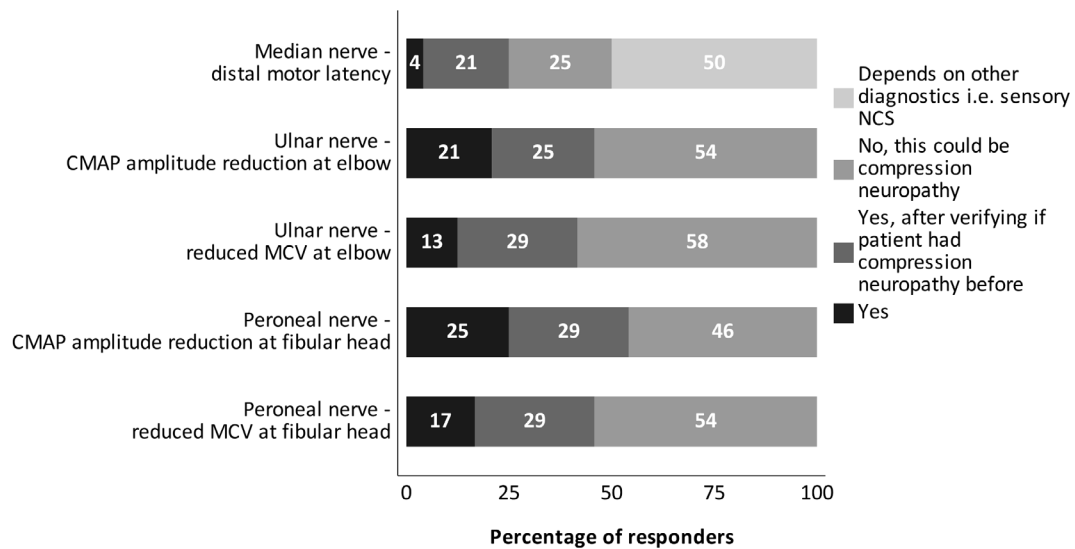 Median nerve -
distal motor latency
4 21 25 50
Ulnar nerve -
CMAP amplitude reduction at elbow
21 25 54
Ulnar nerve -
reduced MCV at elbow
13 29 58
Peroneal nerve -
CMAP amplitude reduction at fibular head
25 29 46
Peroneal nerve -
reduced MCV at fibular head
17 29 54
0 25 50 75 100
Percentage of responders
Depends on other
diagnostics i.e. sensory
NCS
No, this could be
compression
neuropathy
Yes, after verifying if
patient had
compression
neuropathy before
Yes